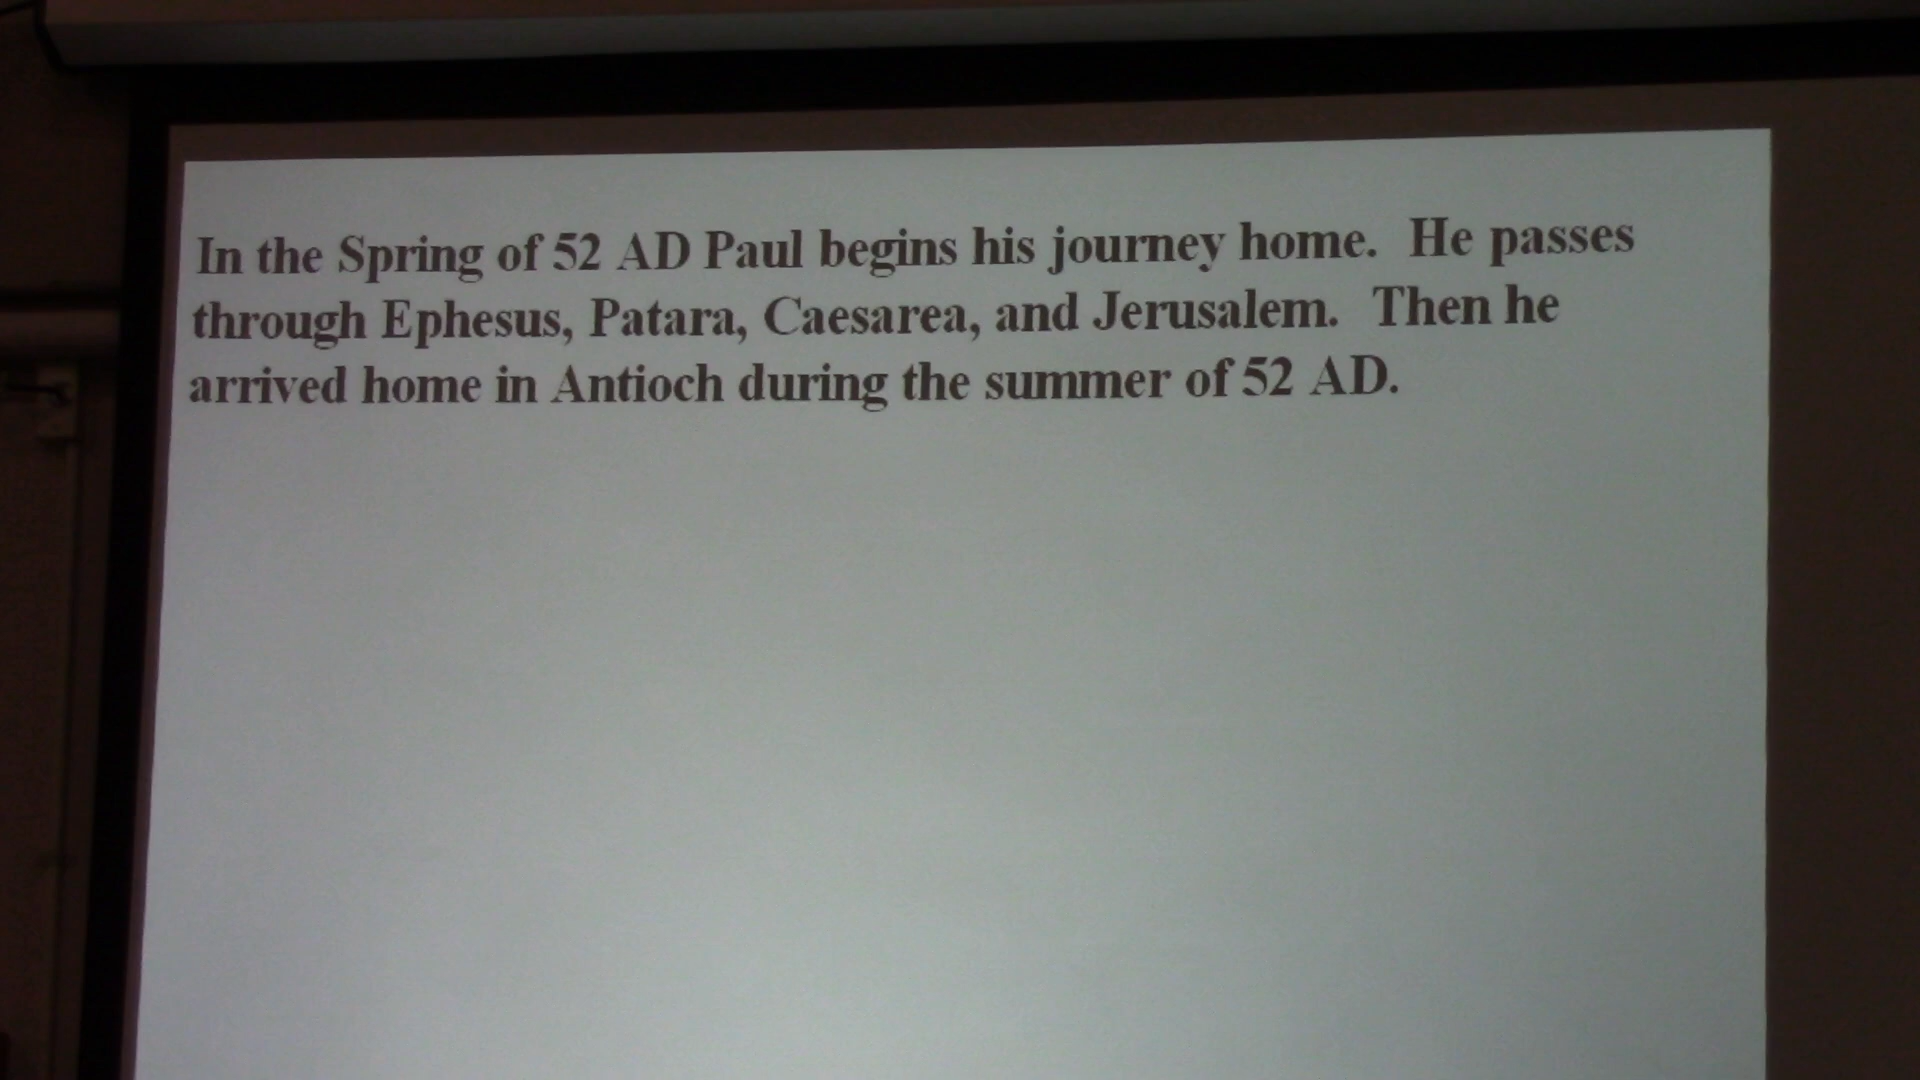 In the Spring of 52 AD Paul begins his journey home.  He passes
through Ephesus, Patara, Caesarea, and Jerusalem.  Then he
arrived home in Antioch during the summer of 52 AD.